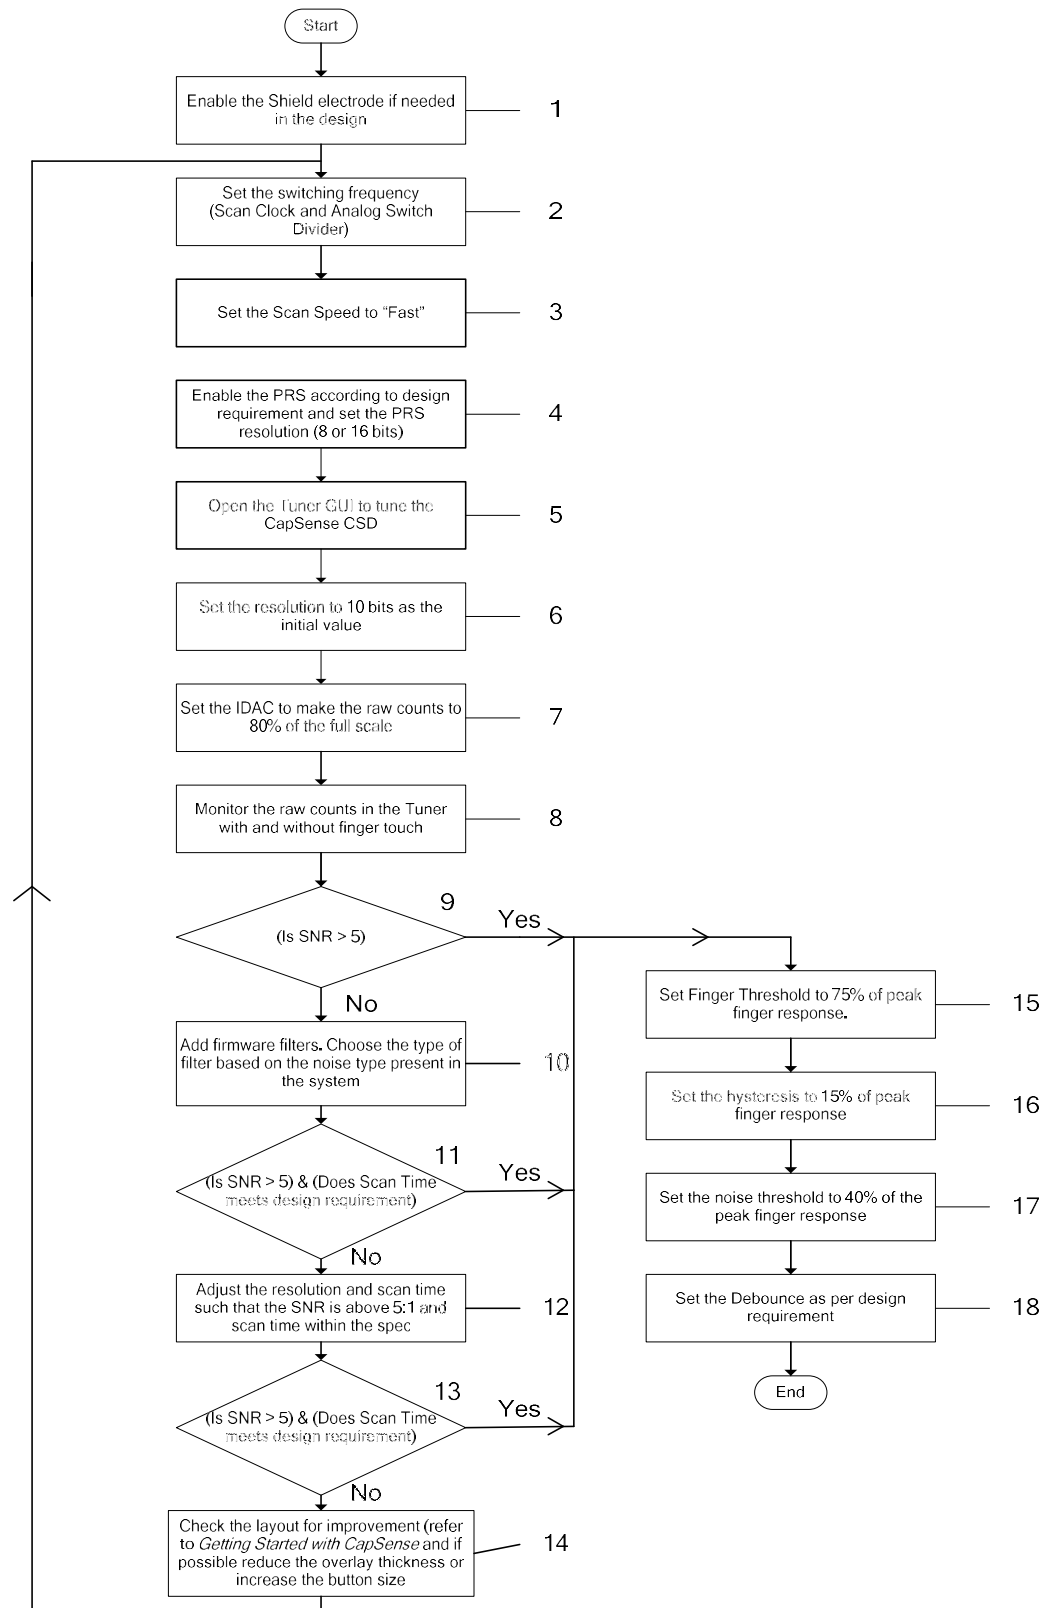 Start
Enable the Shield electrode if needed
in the design
1
Set the switching frequency
(Scan Clock and Analog Switch
Divider)
2
Set the Scan Speed to “Fast”
3
Enable the PRS according to design
requirement and set the PRS
resolution (8 or 16 bits)
4
Open the Tuner GUI to tune the
CapSense CSD
5
Set the resolution to 10 bits as the
initial value
6
Set the IDAC to make the raw counts to
80% of the full scale
7
Monitor the raw counts in the Tuner
with and without finger touch
8
9
(Is SNR > 5)
Yes
No
Add firmware filters. Choose the type of
filter based on the noise type present in
the system
10
11
(Is SNR > 5) & (Does Scan Time
meets design requirement)
Yes
No
Adjust the resolution and scan time
such that the SNR is above 5:1 and
scan time within the spec
12
13
(Is SNR > 5) & (Does Scan Time
meets design requirement)
Yes
No
Check the layout for improvement (refer
to Getting Started with CapSense and if
possible reduce the overlay thickness or
increase the button size
14
Set Finger Threshold to 75% of peak
finger response.
15
Set the hysteresis to 15% of peak
finger response
16
Set the noise threshold to 40% of the
peak finger response
17
Set the Debounce as per design
requirement
18
End